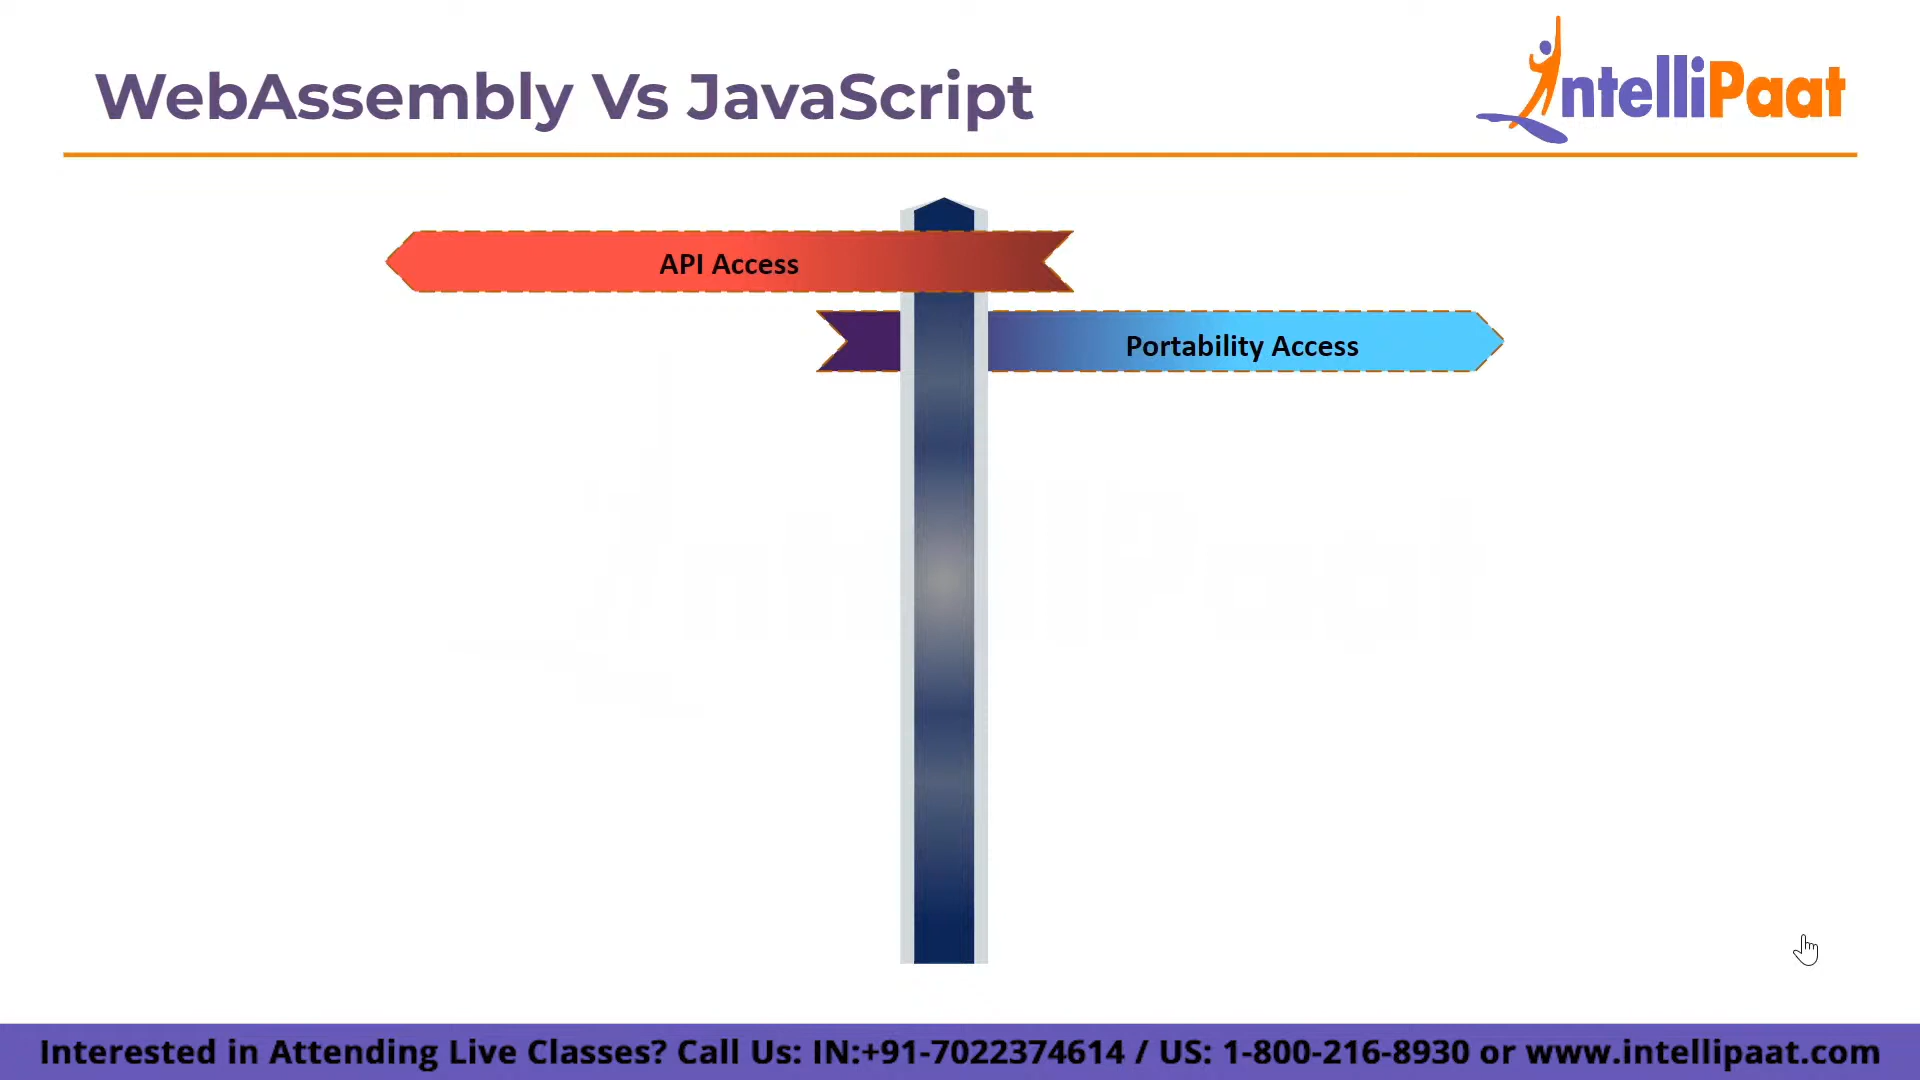 WebAssembly Vs JavaScript
IntelliPaat
API Access
Portability Access
Interested in Attending Live Classes? Call Us: IN:+91-7022374614 / US: 1-800-216-8930 or www.intellipaat.com